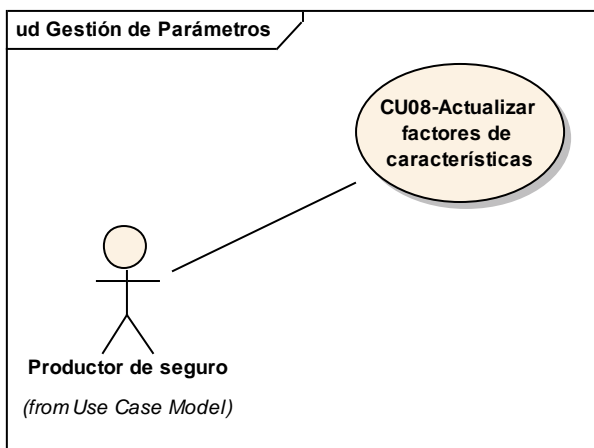 ud Gestión de Parámetros
CU08-Actualizar
factores de
características
Productor de seguro
(from Use Case Model)